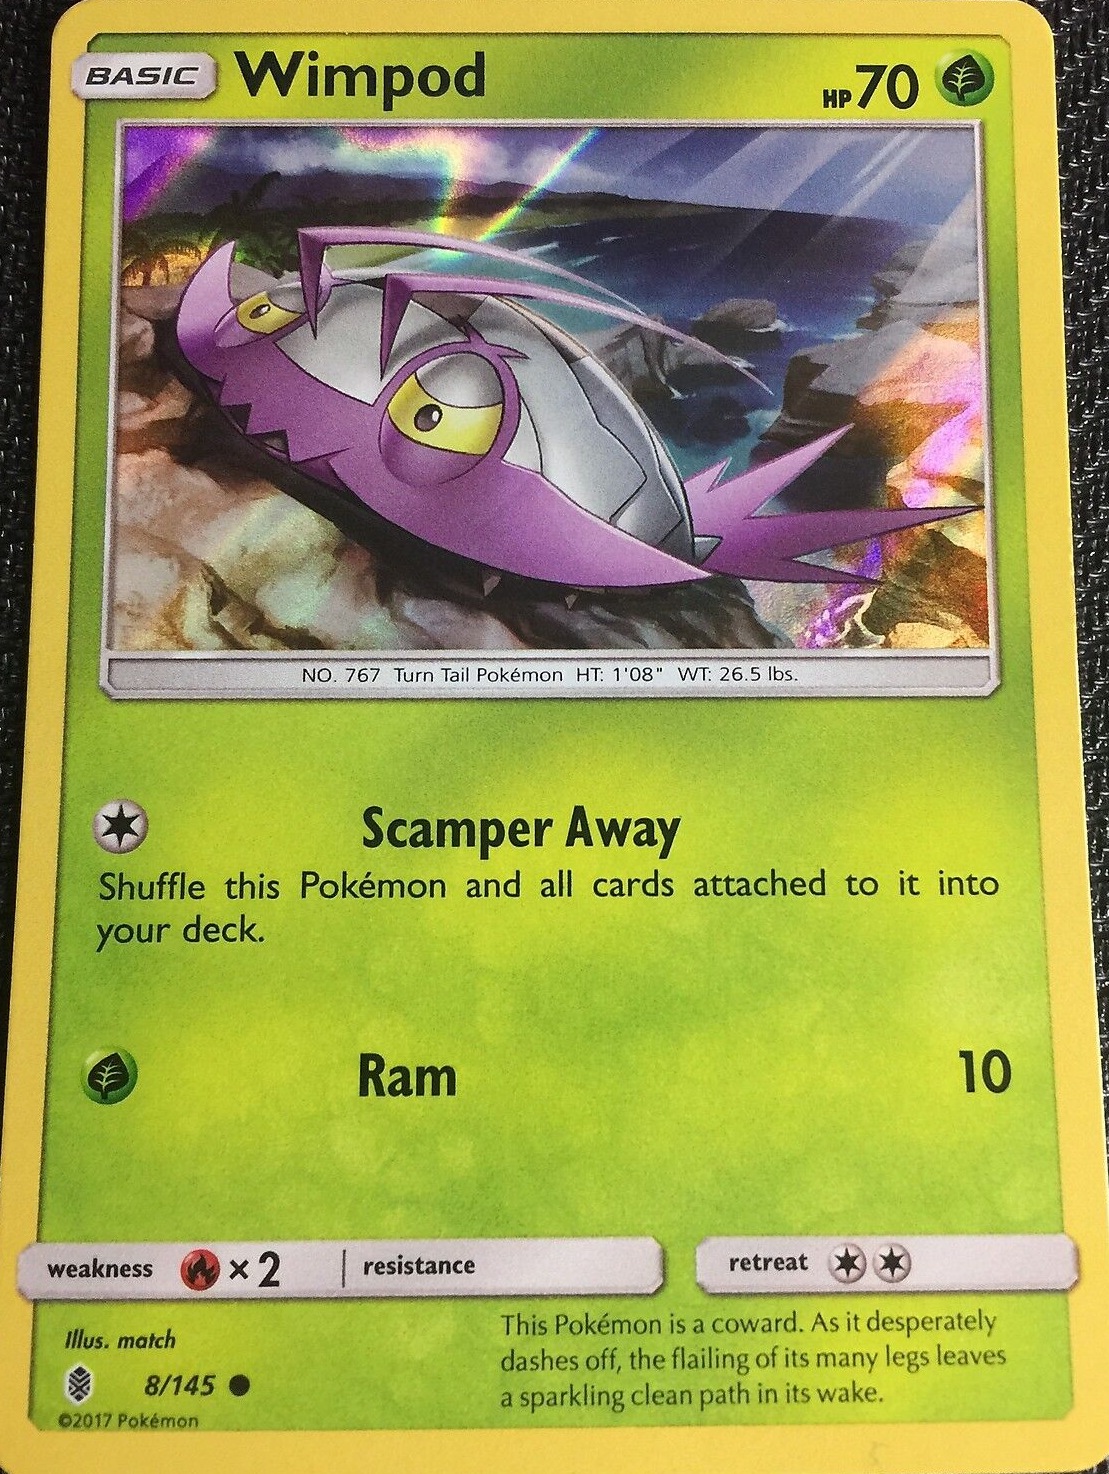 BASIC Wimpod HP 70
NO. 767 Turn Tail Pokémon HT: 1'08" WT: 26.5 lbs.
Scamper Away
Shuffle this Pokémon and all cards attached to it into
your deck.
Ram 10
weakness × 2 resistance retreat
Illus. match
8/145
©2017 Pokémon
This Pokémon is a coward. As it desperately
dashes off, the flailing of its many legs leaves
a sparkling clean path in its wake.